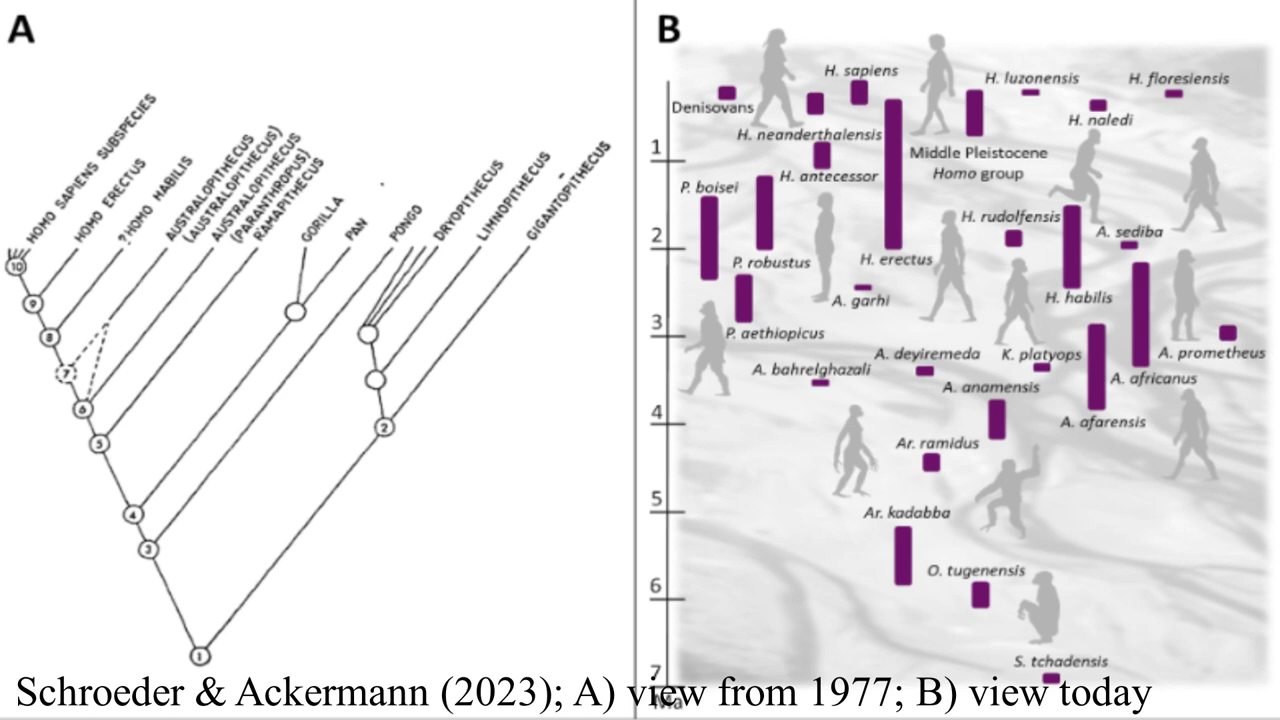 A
HOMO SAPIENS SUBSPECIES
HOMO ERECTUS
?HOMO HABILIS
AUSTRALOPITHECUS
(AUSTRALOPITHECUS)
AUSTRALOPITHECUS
(PARANTHROPUS)
RAMAPITHECUS
GORILLA
PAN
PONGO
DRYOPITHECUS
LIMNOPITHECUS
GIGANTOPITHECUS
10
9
8
7
6
5
4
3
2
1
B
H. sapiens
H. luzonensis
H. floresiensis
Denisovans
H. naledi
H. neanderthalensis
1
Middle Pleistocene
Homo group
H. antecessor
P. boisei
H. rudolfensis
A. sediba
2
P. robustus
H. erectus
A. garhi
H. habilis
3
P. aethiopicus
A. deyiremeda
K. platyops
A. prometheus
A. bahrelghazali
A. africanus
A. anamensis
4
A. afarensis
Ar. ramidus
5
Ar. kadabba
O. tugenensis
6
S. tchadensis
7
Ma
Schroeder & Ackermann (2023); A) view from 1977; B) view today